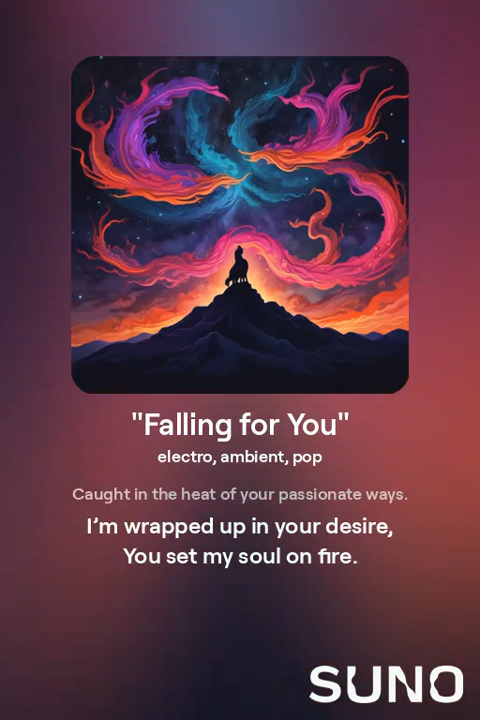 "Falling for You"
electro, ambient, pop
Caught in the heat of your passionate ways.
I’m wrapped up in your desire,
You set my soul on fire.
SUNO